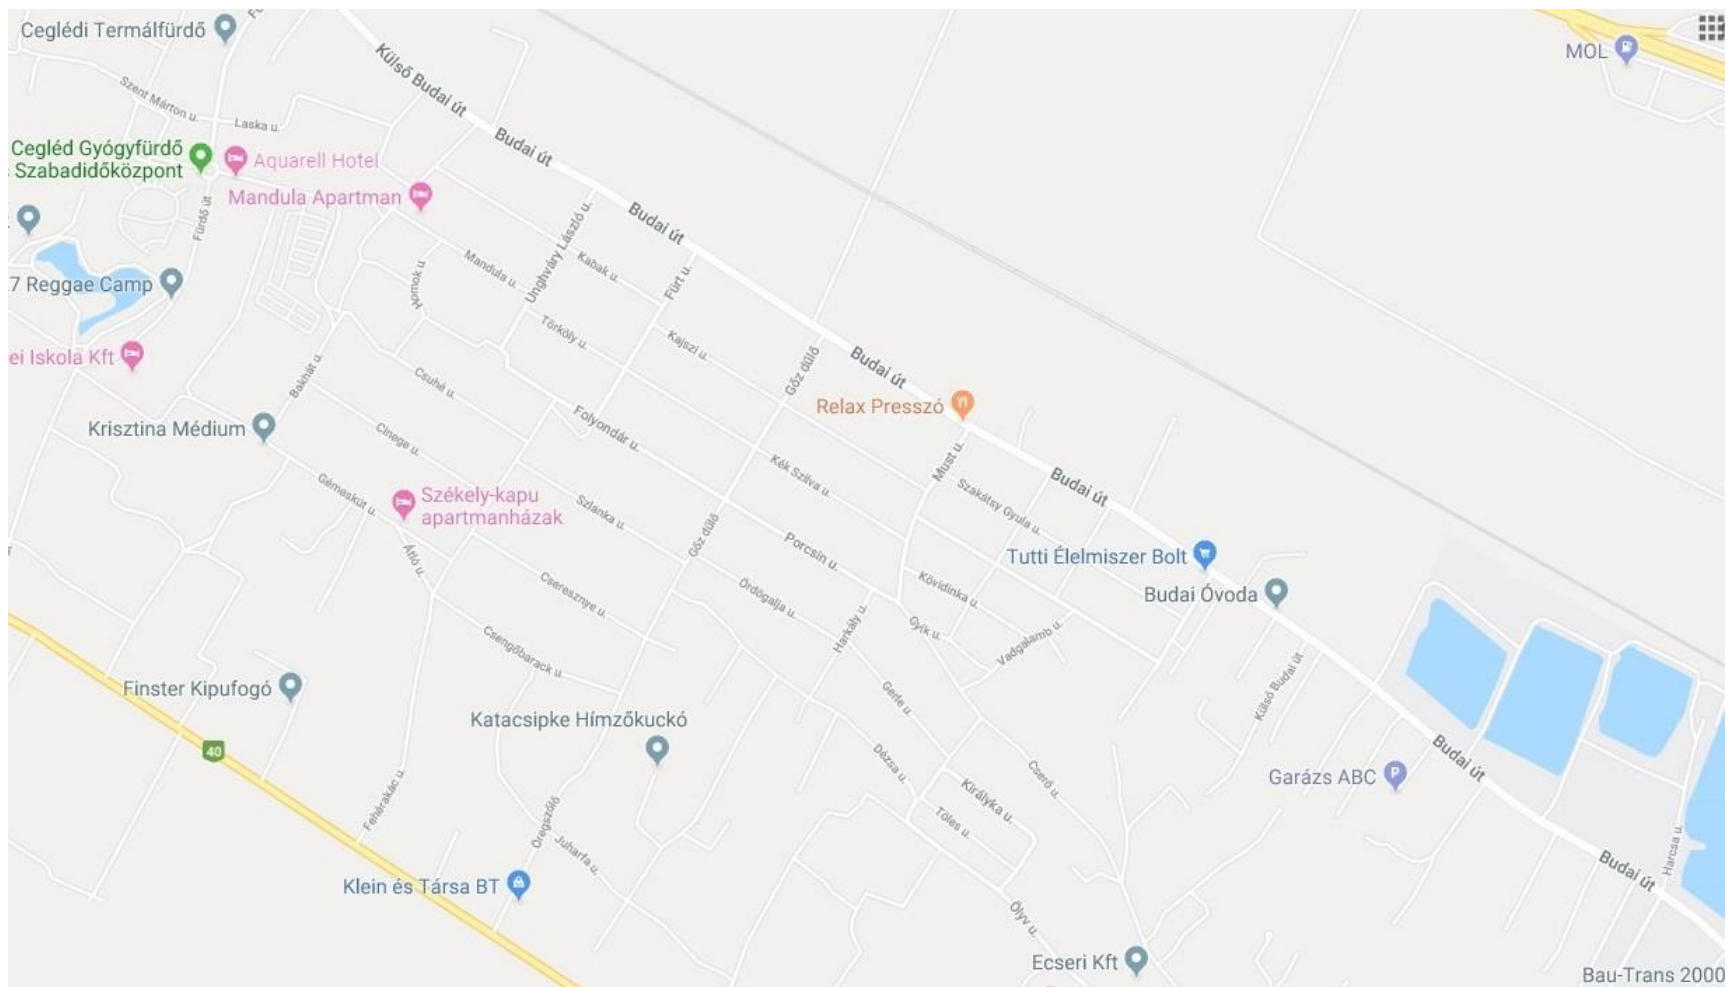 Ceglédi Termálfürdő
MOL
Külső Budai út
Szent Márton u.
Laska u.
Budai út
Cegléd Gyógyfürdő
Szabadidőközpont
Aquarell Hotel
Mandula Apartman
Fürdő út
Budai út
Unghváry László u.
Mandula u.
Kabak u.
Homok u
Fürt u.
7 Reggae Camp
Törköly u.
Kajszi u.
ei Iskola Kft
Bakhát u.
Gőz dűlő
Budai út
Csuhé u.
Relax Presszó
Krisztina Médium
Folyondár u.
Cinege u.
Must u.
Kék Szilva u.
Budai út
Gémeskút u.
Székely-kapu
apartmanházak
Szlanka u.
Szakátsy Gyula u.
Gőz dűlő
Porcsin u.
Átló u.
Tutti Élelmiszer Bolt
Cseresznye u.
Ördögalja u.
Kövidinka u.
Budai Óvoda
Harkály u.
Gyík u.
Vadgalamb u.
Csengőbarack u.
Külső Budai út
Finster Kipufogó
Gerle u.
Katacsipke Hímzőkuckó
40
Dézsa u.
Cserő u.
Budai út
Garázs ABC
Fehérakác u.
Királyka u.
Öregszőlő
Töles u.
Juharfa u.
Harcsa u.
Budai út
Klein és Társa BT
Ölyv u.
Ecseri Kft
Bau-Trans 2000